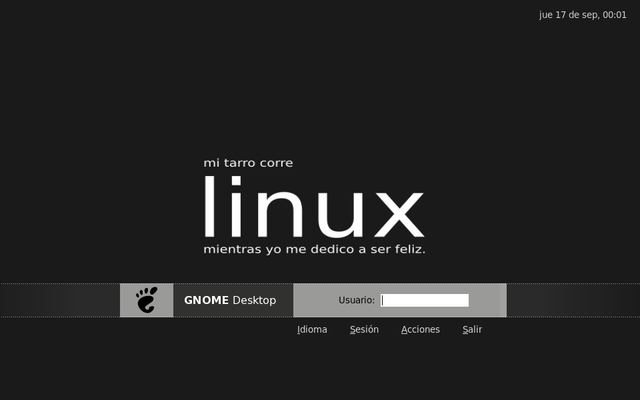 jue 17 de sep, 00:01
mi tarro corre
linux
mientras yo me dedico a ser feliz.
GNOME Desktop
Usuario:
Idioma Sesión Acciones Salir